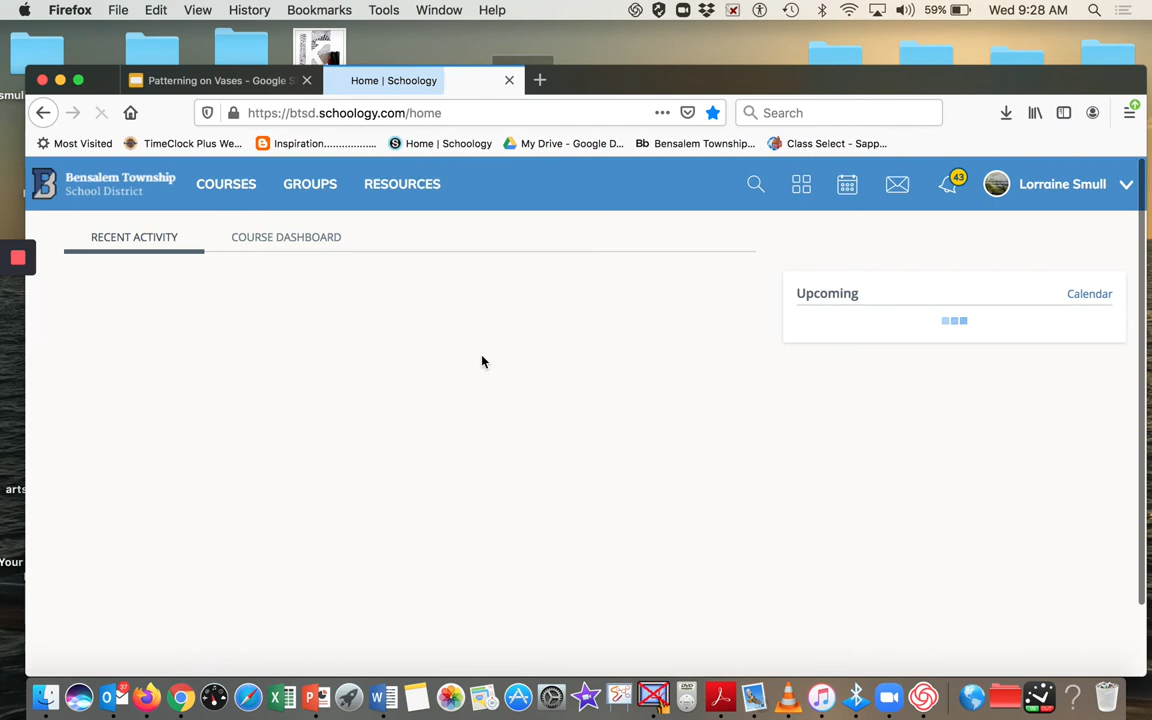 Firefox File Edit View History Bookmarks Tools Window Help 59% Wed 9:28 AM
smul
Patterning on Vases - Google S
Home | Schoology
https://btsd.schoology.com/home
Search
Most Visited
TimeClock Plus We...
Inspiration..................
Home | Schoology
My Drive - Google D...
Bb Bensalem Township...
Class Select - Sapp...
B Bensalem Township
School District
COURSES GROUPS RESOURCES
43
Lorraine Smull
RECENT ACTIVITY COURSE DASHBOARD
Upcoming Calendar
arts
Your
37